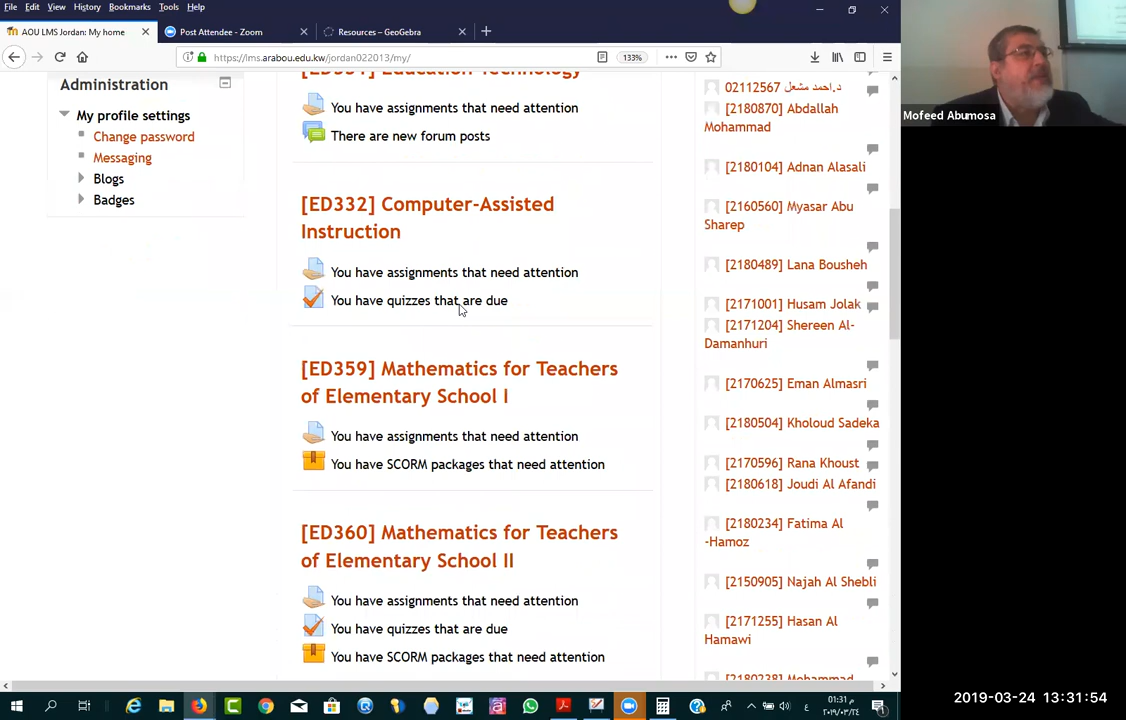 File Edit View History Bookmarks Tools Help
AOU LMS Jordan: My home
Post Attendee - Zoom
Resources – GeoGebra
https://lms.arabou.edu.kw/jordan022013/my/
133%
Administration
My profile settings
Change password
Messaging
Blogs
Badges
You have assignments that need attention
There are new forum posts
[ED332] Computer-Assisted
Instruction
You have assignments that need attention
You have quizzes that are due
[ED359] Mathematics for Teachers
of Elementary School I
You have assignments that need attention
You have SCORM packages that need attention
[ED360] Mathematics for Teachers
of Elementary School II
You have assignments that need attention
You have quizzes that are due
You have SCORM packages that need attention
د.احمد مشعل 02112567
[2180870] Abdallah
Mohammad
[2180104] Adnan Alasali
[2160560] Myasar Abu
Sharep
[2180489] Lana Bousheh
[2171001] Husam Jolak
[2171204] Shereen Al-
Damanhuri
[2170625] Eman Almasri
[2180504] Kholoud Sadeka
[2170596] Rana Khoust
[2180618] Joudi Al Afandi
[2180234] Fatima Al
-Hamoz
[2150905] Najah Al Shebli
[2171255] Hasan Al
Hamawi
Mofeed Abumosa
م 01:31
٢٠١٩/٠٣/٢٤
2019-03-24 13:31:54